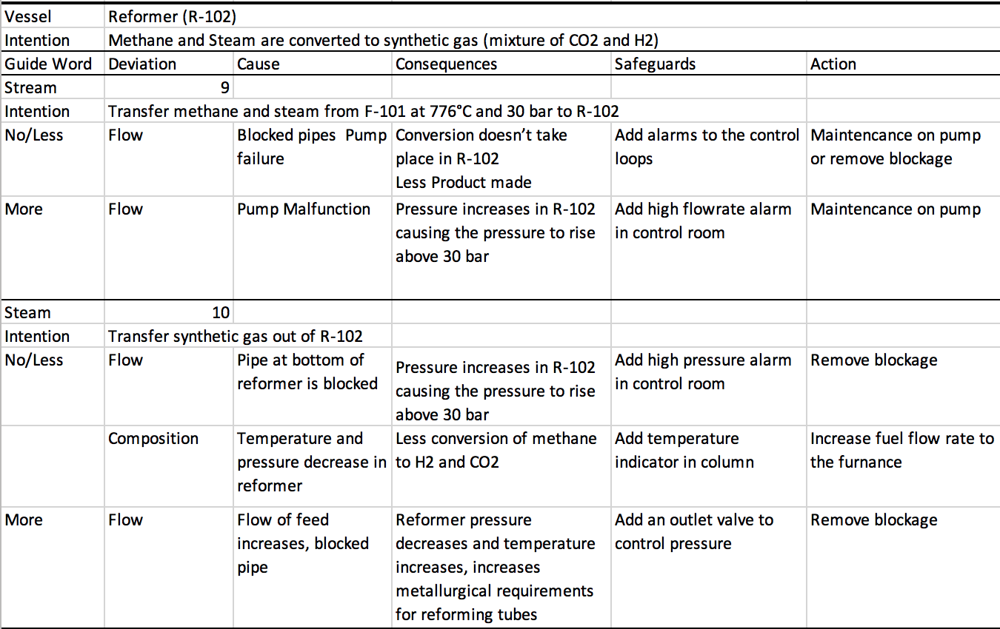 Vessel Reformer (R-102)
Intention Methane and Steam are converted to synthetic gas (mixture of CO2 and H2)
Guide Word Deviation Cause Consequences Safeguards Action
Stream 9
Intention Transfer methane and steam from F-101 at 776°C and 30 bar to R-102
No/Less Flow Blocked pipes  Pump Conversion doesn’t take Add alarms to the control Maintencance on pump
failure place in R-102 loops or remove blockage
Less Product made
More Flow Pump Malfunction Pressure increases in R-102 Add high flowrate alarm Maintencance on pump
causing the pressure to rise in control room
above 30 bar
Steam 10
Intention Transfer synthetic gas out of R-102
No/Less Flow Pipe at bottom of Pressure increases in R-102 Add high pressure alarm Remove blockage
reformer is blocked causing the pressure to rise in control room
above 30 bar
Composition Temperature and Less conversion of methane Add temperature Increase fuel flow rate to
pressure decrease in to H2 and CO2 indicator in column the furnance
reformer
More Flow Flow of feed Reformer pressure Add an outlet valve to Remove blockage
increases, blocked decreases and temperature control pressure
pipe increases, increases
metallurgical requirements
for reforming tubes